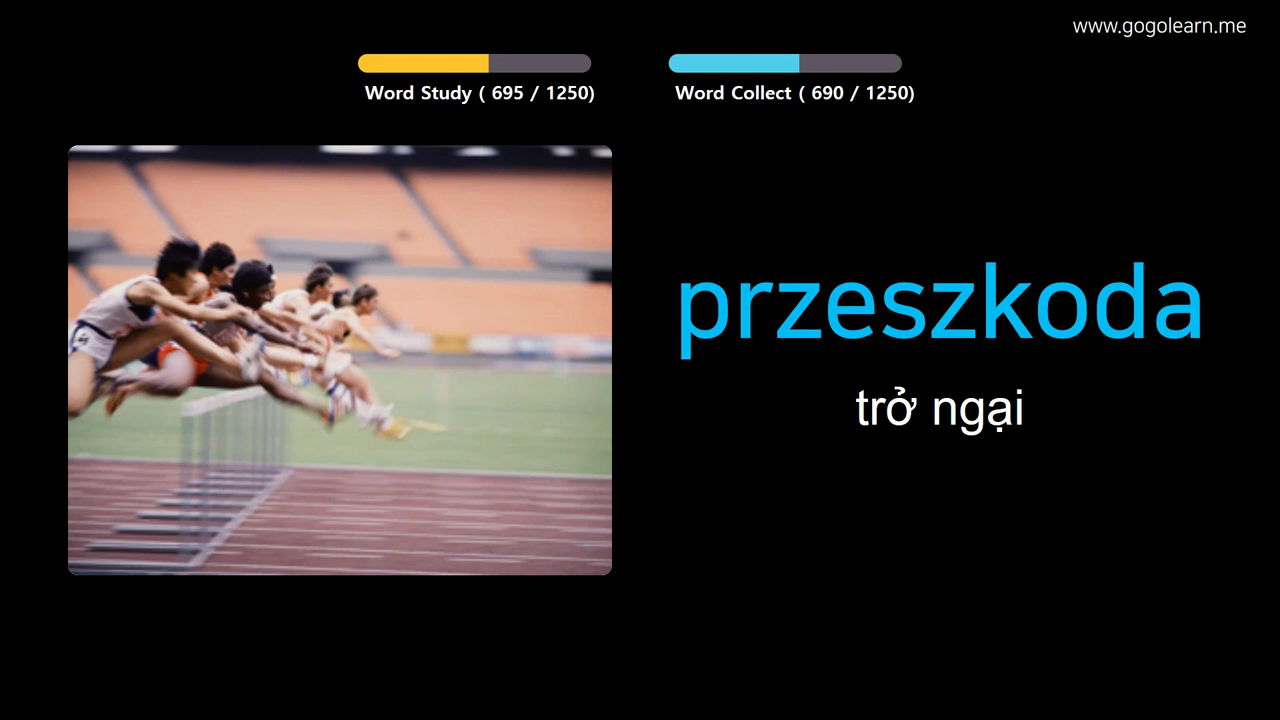 www.gogolearn.me
Word Study ( 695 / 1250)
Word Collect ( 690 / 1250)
przeszkoda
trở ngại